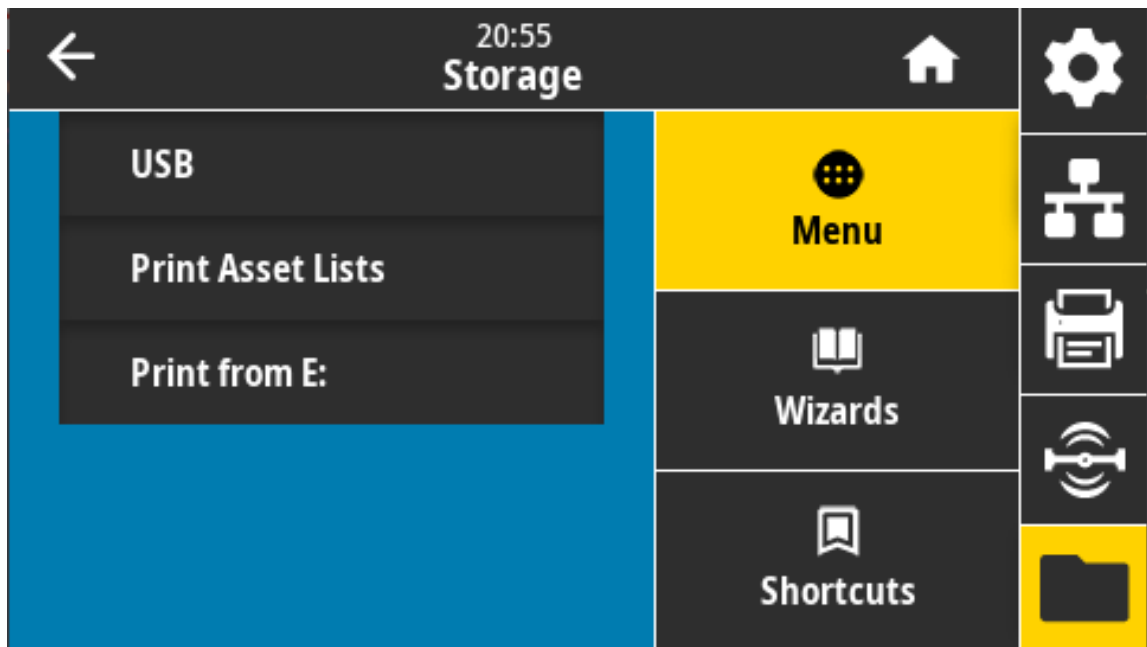 20:55
Storage
USB
Print Asset Lists
Print from E:
Menu
Wizards
Shortcuts